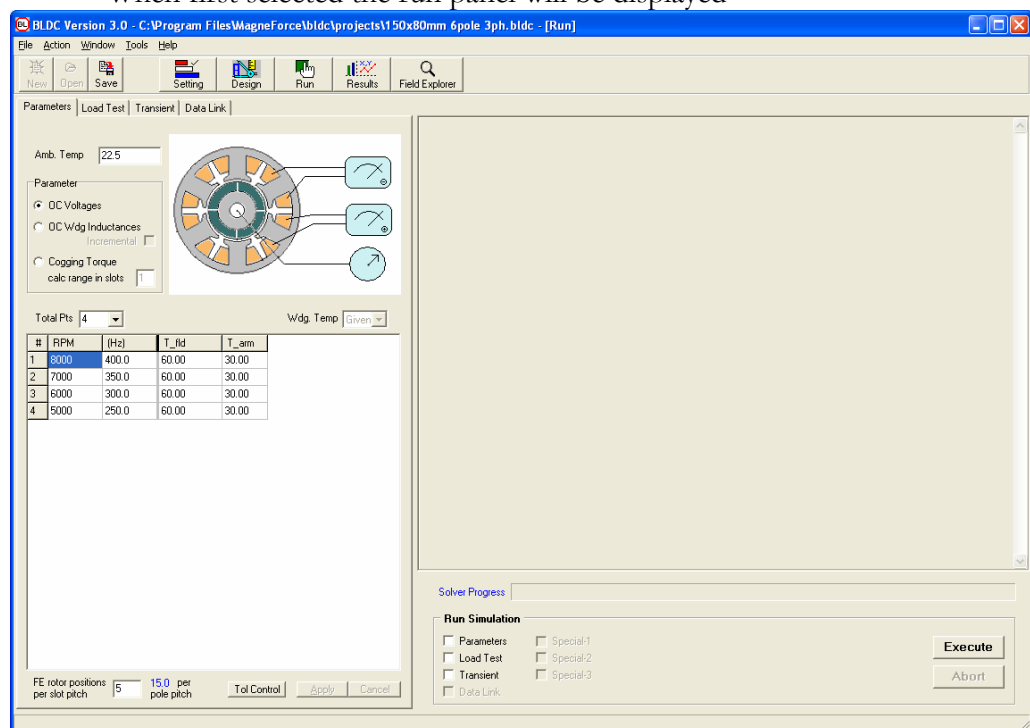 when first selected the run panel will be displayed
BLDC Version 3.0 - C:\Program Files\MagneForce\bldc\projects\150x80mm 6pole 3ph.bldc - [Run]
File Action Window Tools Help
New Open Save Setting Design Run Results Field Explorer
Parameters Load Test Transient Data Link
Amb. Temp 22.5
Parameter
OC Voltages
OC Wdg Inductances
Incremental
Cogging Torque
calc range in slots 1
Total Pts 4 Wdg. Temp Given
# RPM (Hz) T_fld T_arm
1 8000 400.0 60.00 30.00
2 7000 350.0 60.00 30.00
3 6000 300.0 60.00 30.00
4 5000 250.0 60.00 30.00
FE rotor positions
per slot pitch 5 15.0 per
pole pitch Tol Control Apply Cancel
Solver Progress
Run Simulation
Parameters Special-1
Load Test Special-2
Transient Special-3
Data Link
Execute
Abort